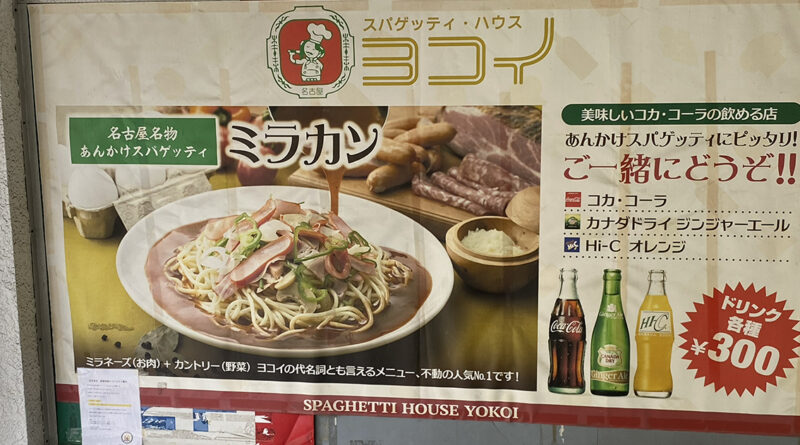 スパゲッティ・ハウス
ヨコイ
名古屋
名古屋名物
あんかけスパゲッティ
ミラカン
ミラネーズ(お肉)+カントリー(野菜) ヨコイの代名詞とも言えるメニュー、不動の人気No.1です!
美味しいコカ・コーラの飲める店
あんかけスパゲッティにピッタリ!
ご一緒にどうぞ!!
コカ・コーラ
カナダドライ ジンジャーエール
Hi-C オレンジ
Coca-Cola
CANADA DRY
Ginger Ale
HI-C
ドリンク
各種
¥300
SPAGHETTI HOUSE YOKOI